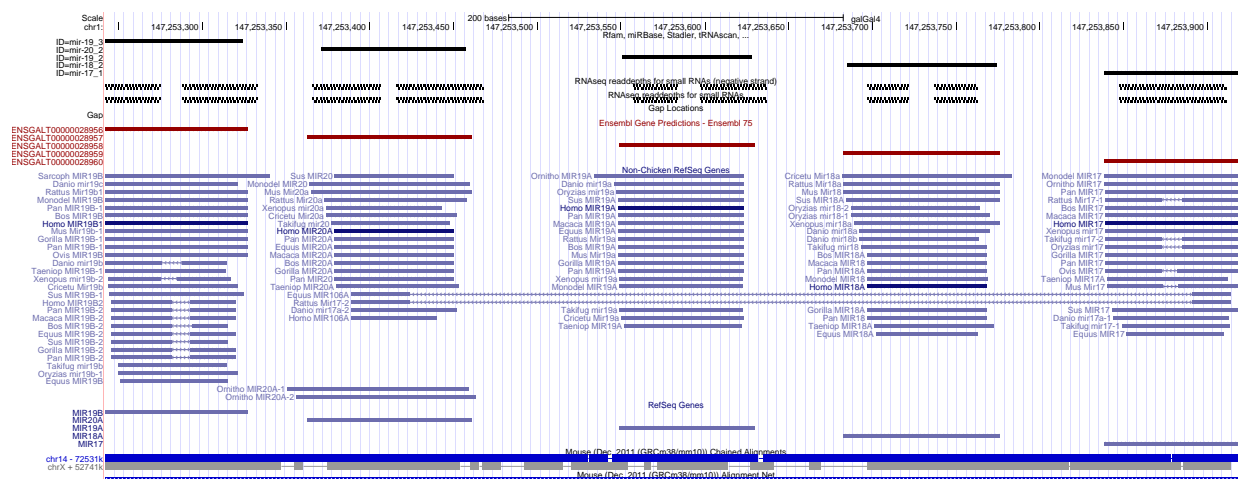 Scale 200 bases galGal4
chr1: 147,253,300 147,253,350 147,253,400 147,253,450 147,253,500 147,253,550 147,253,600 147,253,650 147,253,700 147,253,750 147,253,800 147,253,850 147,253,900
Rfam, miRBase, Stadler, tRNAscan, ...
ID=mir-19_3
ID=mir-20_2
ID=mir-19_2
ID=mir-18_2
ID=mir-17_1
RNAseq readdepths for small RNAs (negative strand)
RNAseq readdepths for small RNAs
Gap Locations
Gap
Ensembl Gene Predictions - Ensembl 75
ENSGALT00000028956
ENSGALT00000028957
ENSGALT00000028958
ENSGALT00000028959
ENSGALT00000028960
Non-Chicken RefSeq Genes
Sarcoph MIR19B Sus MIR20 Ornitho MIR19A Cricetu Mir18a Monodel MIR17
Danio mir19c Monodel MIR20 Danio mir19a Rattus Mir18a Ornitho MIR17
Rattus Mir19b1 Mus Mir20a Oryzias mir19a Mus Mir18 Pan MIR17
Monodel MIR19B Rattus Mir20a Sus MIR19A Sus MIR18A Rattus Mir17-1
Pan MIR19B-1 Xenopus mir20a Homo MIR19A Oryzias mir18-2 Bos MIR17
Bos MIR19B Cricetu Mir20a Pan MIR19A Oryzias mir18-1 Macaca MIR17
Homo MIR19B1 Takifug mir20 Macaca MIR19A Xenopus mir18a Homo MIR17
Mus Mir19b-1 Homo MIR20A Equus MIR19A Danio mir18a Xenopus mir17
Gorilla MIR19B-1 Pan MIR20A Rattus Mir19a Danio mir18b Takifug mir17-2
Pan MIR19B-1 Equus MIR20A Bos MIR19A Takifug mir18 Oryzias mir17
Ovis MIR19B Macaca MIR20A Mus Mir19a Bos MIR18A Gorilla MIR17
Danio mir19b Bos MIR20A Gorilla MIR19A Macaca MIR18 Pan MIR17
Taeniop MIR19B-1 Gorilla MIR20A Pan MIR19A Pan MIR18A Ovis MIR17
Xenopus mir19b-2 Pan MIR20 Xenopus mir19a Monodel MIR18 Taeniop MIR17A
Cricetu Mir19b Taeniop MIR20A Monodel MIR19A Homo MIR18A Mus Mir17
Sus MIR19B-1 Equus MIR106A
Homo MIR19B2 Rattus Mir17-2
Pan MIR19B-2 Danio mir17a-2 Takifug mir19a Gorilla MIR18A Sus MIR17
Macaca MIR19B-2 Homo MIR106A Cricetu Mir19a Pan MIR18 Danio mir17a-1
Bos MIR19B-2 Taeniop MIR19A Taeniop MIR18A Takifug mir17-1
Equus MIR19B-2 Equus MIR18A Equus MIR17
Sus MIR19B-2
Gorilla MIR19B-2
Pan MIR19B-2
Takifug mir19b
Oryzias mir19b-1
Equus MIR19B
Ornitho MIR20A-1
Ornitho MIR20A-2
RefSeq Genes
MIR19B
MIR20A
MIR19A
MIR18A
MIR17
Mouse (Dec. 2011 (GRCm38/mm10)) Chained Alignments
chr14 - 72531k
chrX + 52741k
Mouse (Dec. 2011 (GRCm38/mm10)) Alignment Net